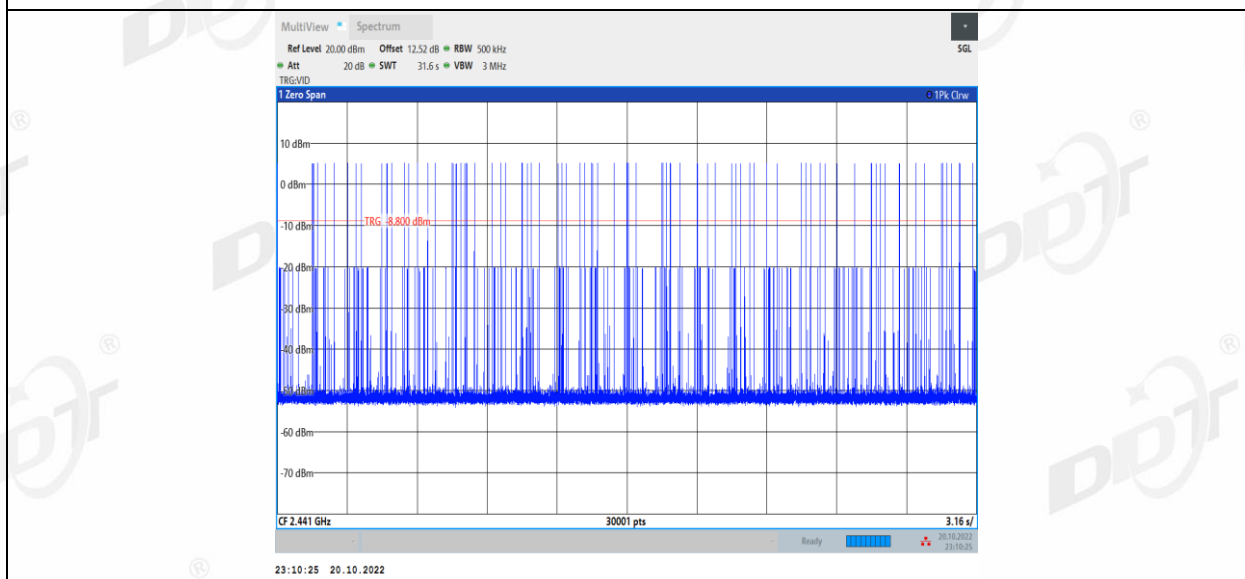 MultiView Spectrum
Ref Level 20.00 dBm Offset 12.52 dB RBW 500 kHz SGL
Att 20 dB SWT 31.6 s VBW 3 MHz
TRG:VID
1 Zero Span 1Pk Clrw
10 dBm
0 dBm
TRG -8.800 dBm
-10 dBm
-20 dBm
-30 dBm
-40 dBm
-50 dBm
-60 dBm
-70 dBm
CF 2.441 GHz 30001 pts 3.16 s/
Ready 20.10.2022
23:10:25
23:10:25 20.10.2022
DDT
®